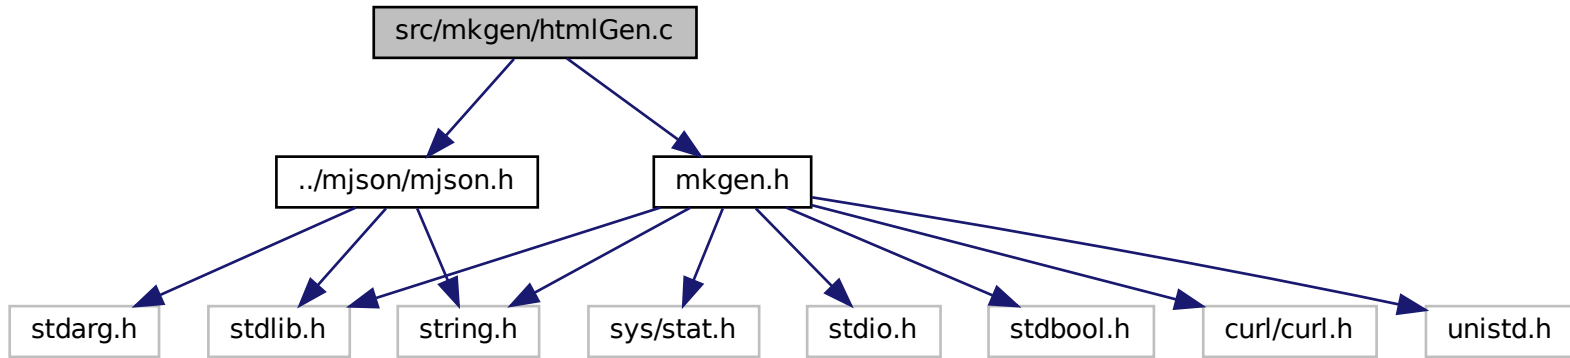 src/mkgen/htmlGen.c
../mjson/mjson.h
mkgen.h
stdarg.h
stdlib.h
string.h
sys/stat.h
stdio.h
stdbool.h
curl/curl.h
unistd.h